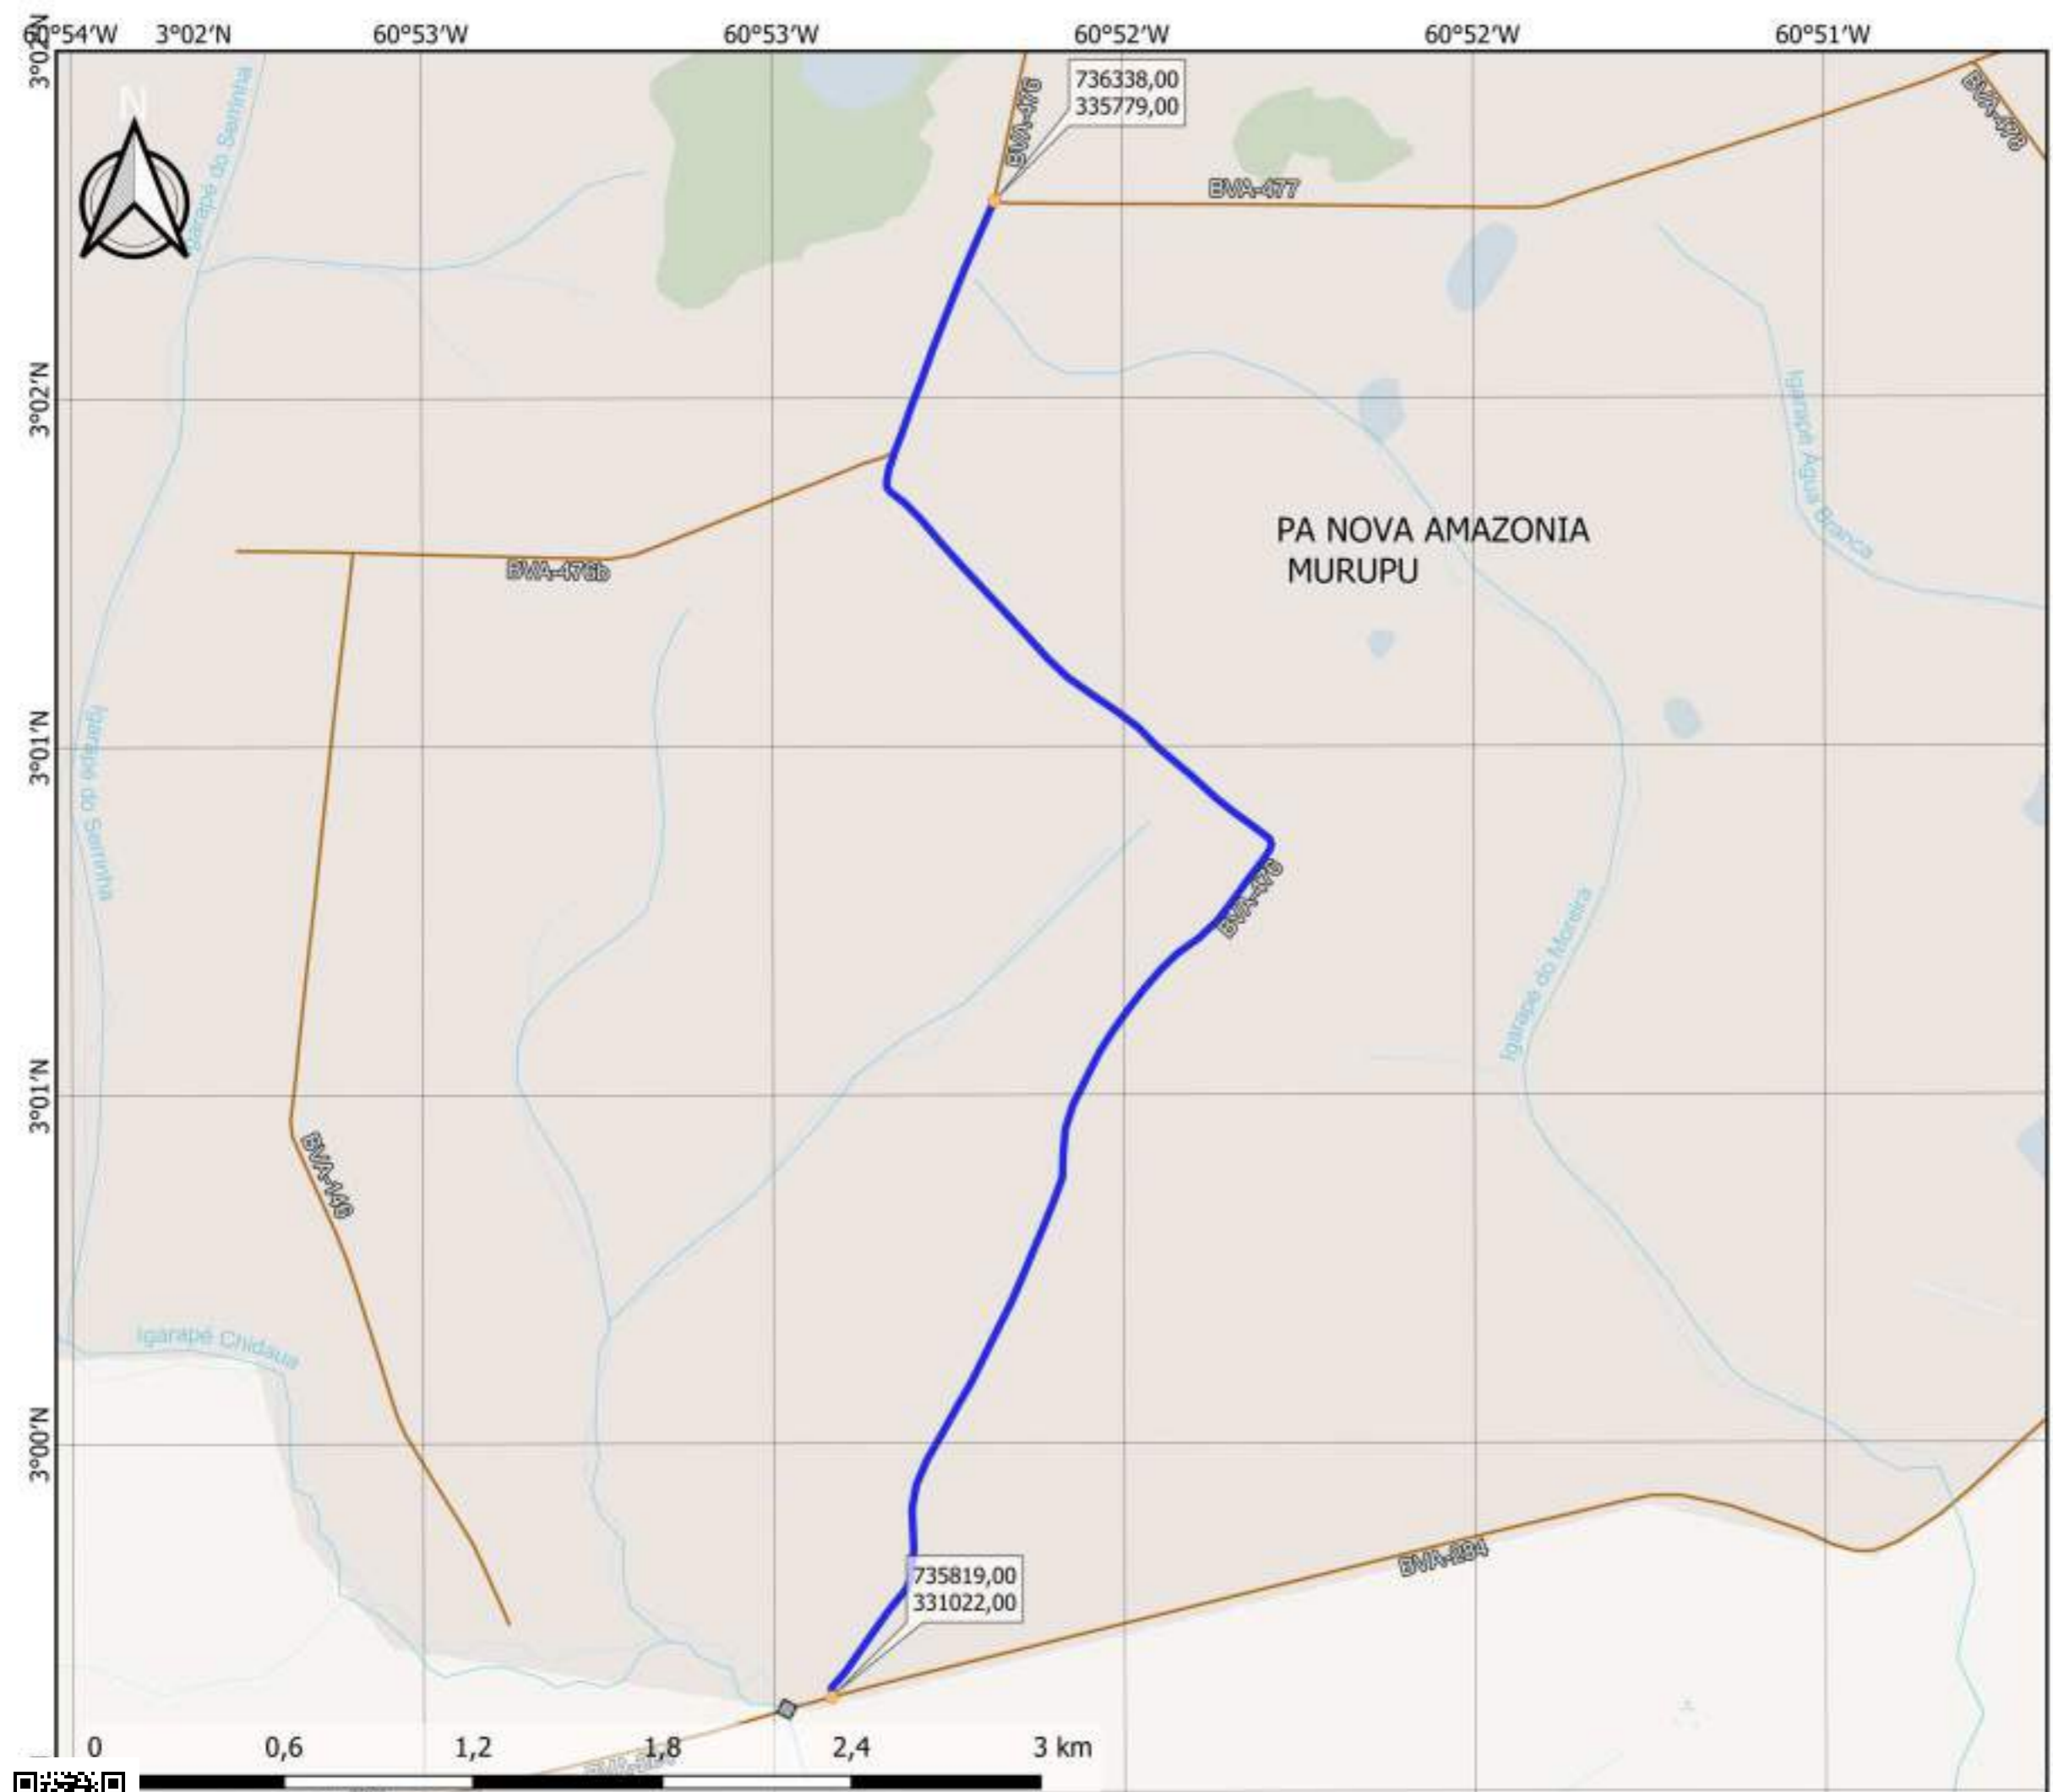 60°54'W 3°02'N 60°53'W 60°53'W 60°52'W 60°52'W 60°51'W
3°02'N
N
736338,00
335779,00
BVA-476
BVA-478
BVA-477
Igarapé do Serrinha
3°02'N
Igarapé Água Branca
PA NOVA AMAZONIA
MURUPU
BVA-476b
3°01'N
Igarapé do Serrinha
BVA-476
Igarapé do Moreira
3°01'N
BVA-146
Igarapé Chidaua
3°00'N
BVA-284
735819,00
331022,00
0 0,6 1,2 1,8 2,4 3 km